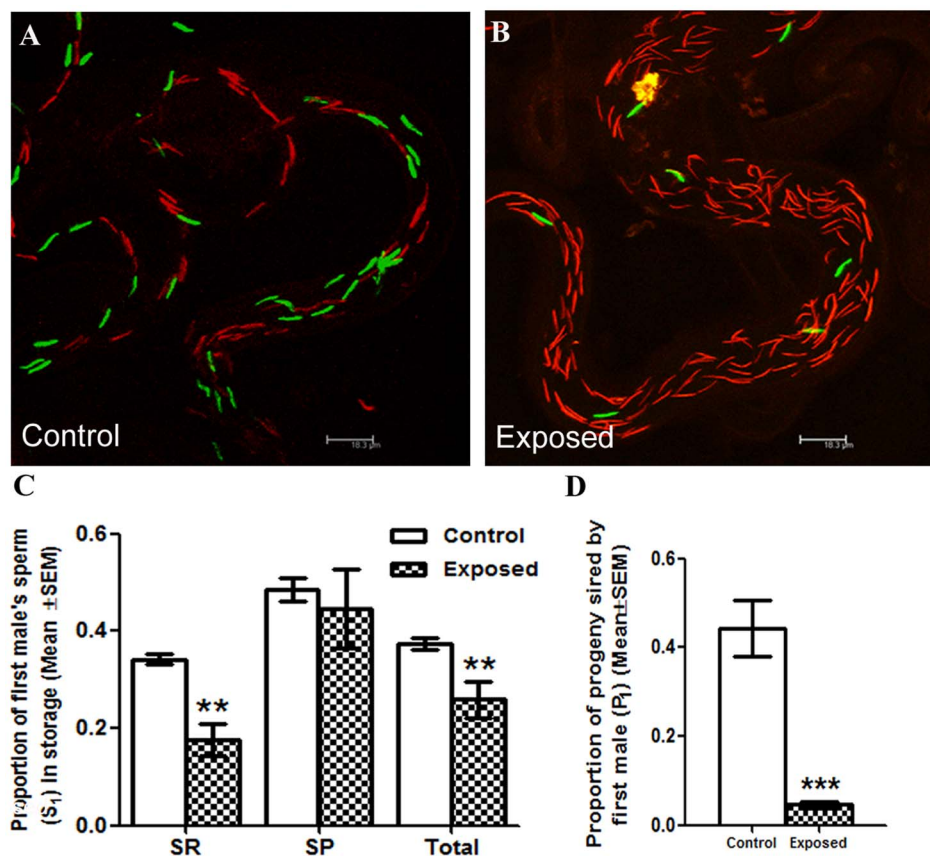 A
B
Control
18.3 µm
Exposed
18.3 µm
C
D
Proportion of first male's sperm
(S1) in storage (Mean ±SEM)
0.6
0.4
0.2
0.0
Control
Exposed
**
**
SR
SP
Total
Proportion of progeny sired by
first male (P1) (Mean±SEM)
0.6
0.4
0.2
0.0
***
Control
Exposed